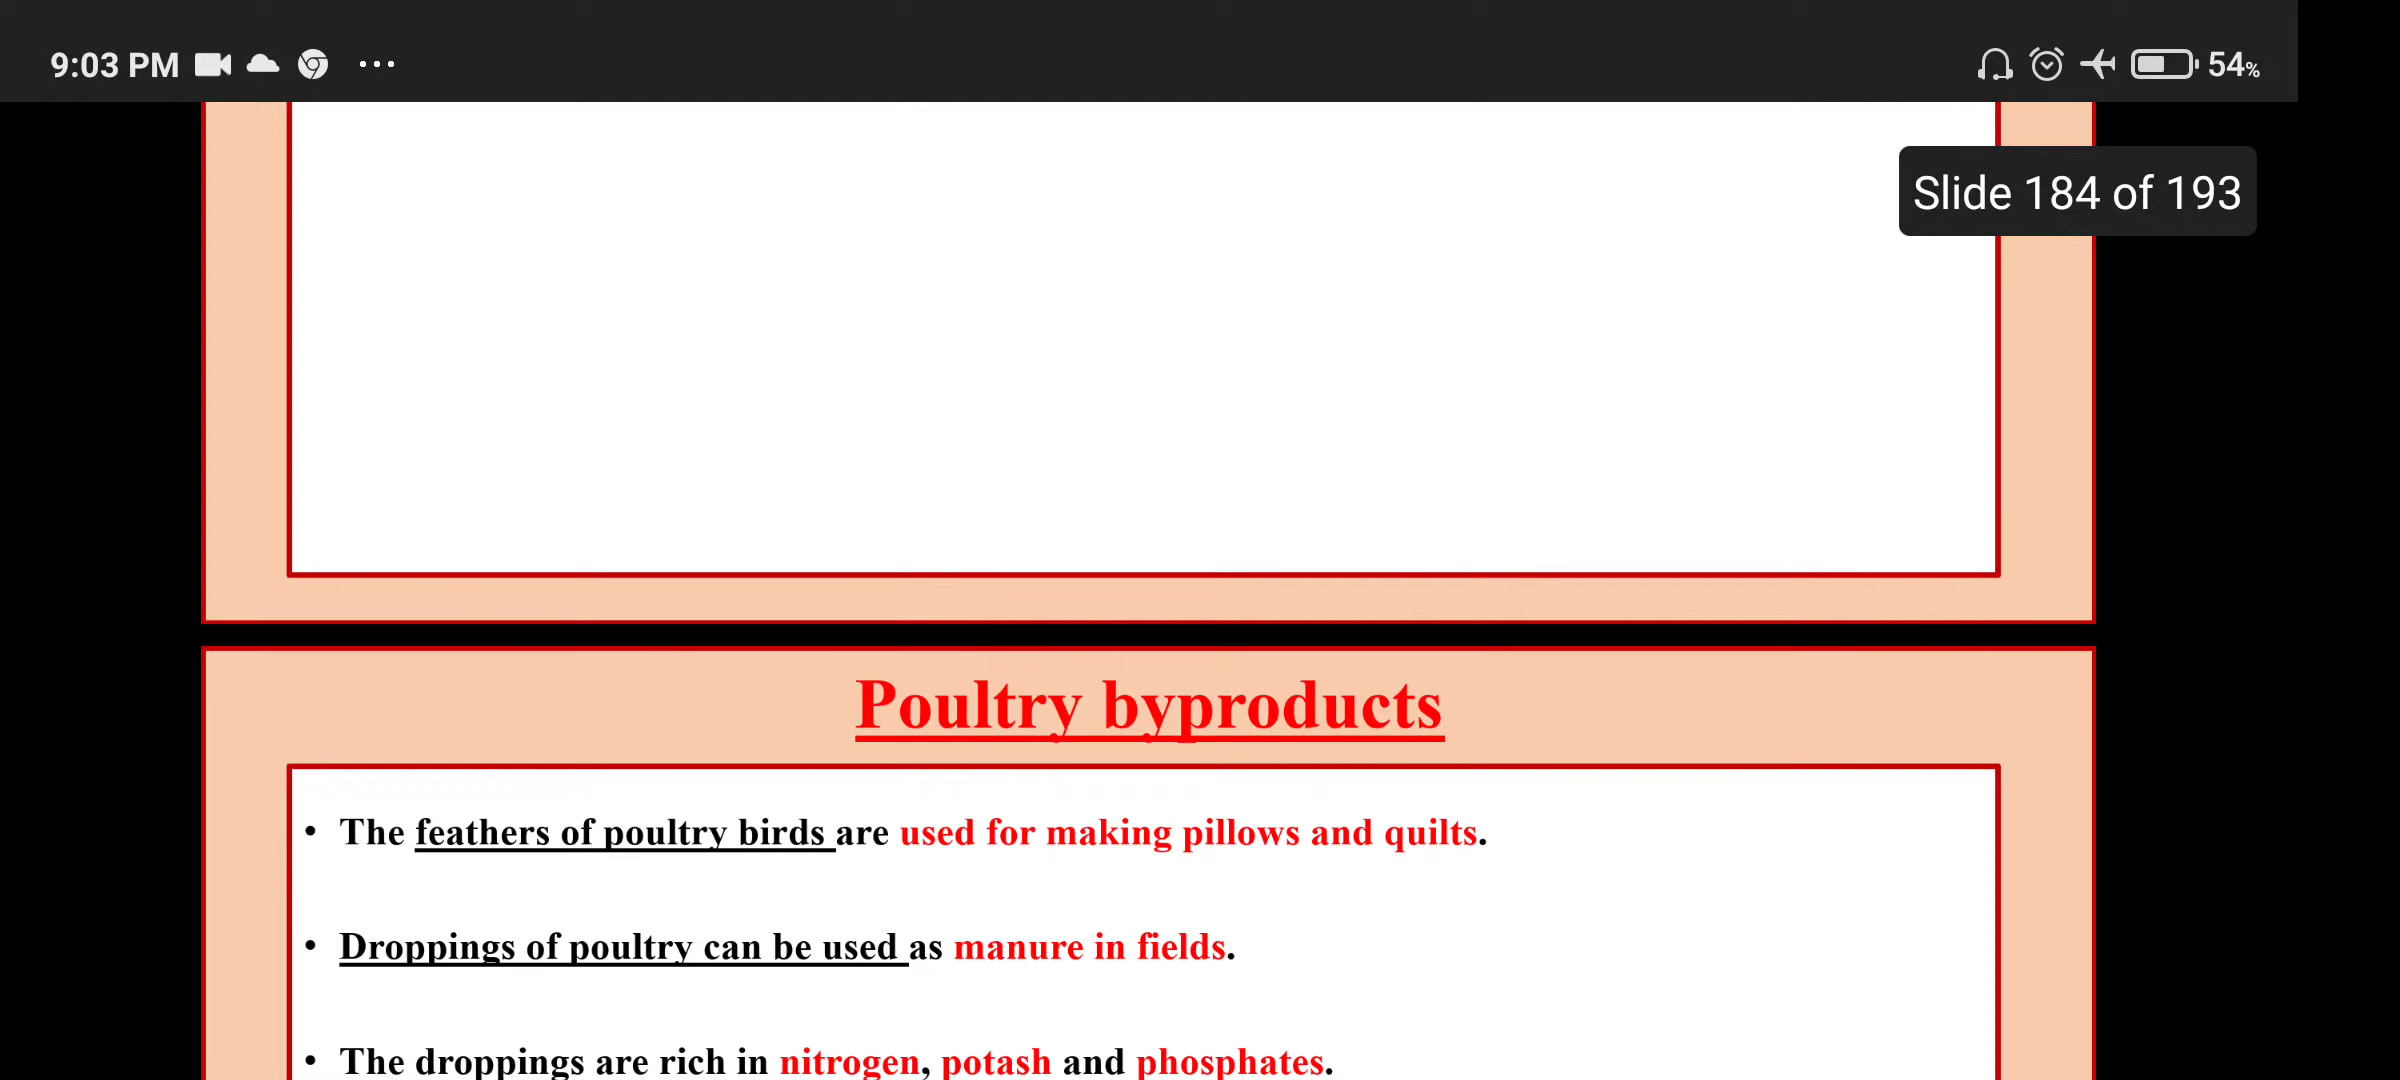 9:03 PM ... 54%
Slide 184 of 193
Poultry byproducts
• The feathers of poultry birds are used for making pillows and quilts.
• Droppings of poultry can be used as manure in fields.
• The droppings are rich in nitrogen, potash and phosphates.